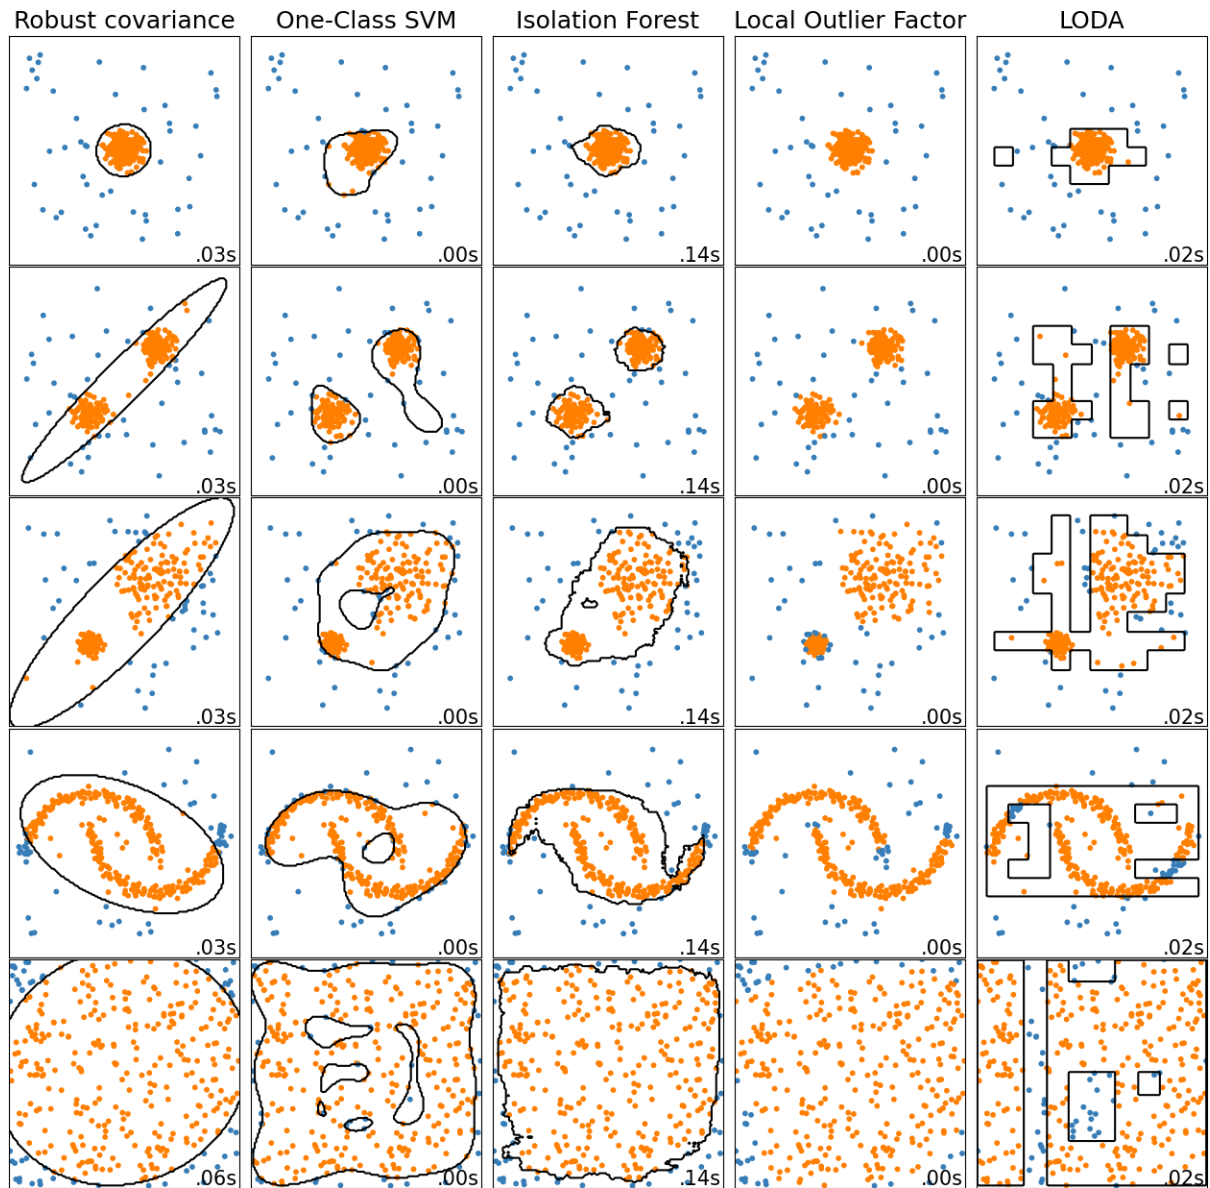 Robust covariance One-Class SVM Isolation Forest Local Outlier Factor LODA
.03s .00s .14s .00s .02s
.03s .00s .14s .00s .02s
.03s .00s .14s .00s .02s
.03s .00s .14s .00s .02s
.06s .00s .14s .00s .02s